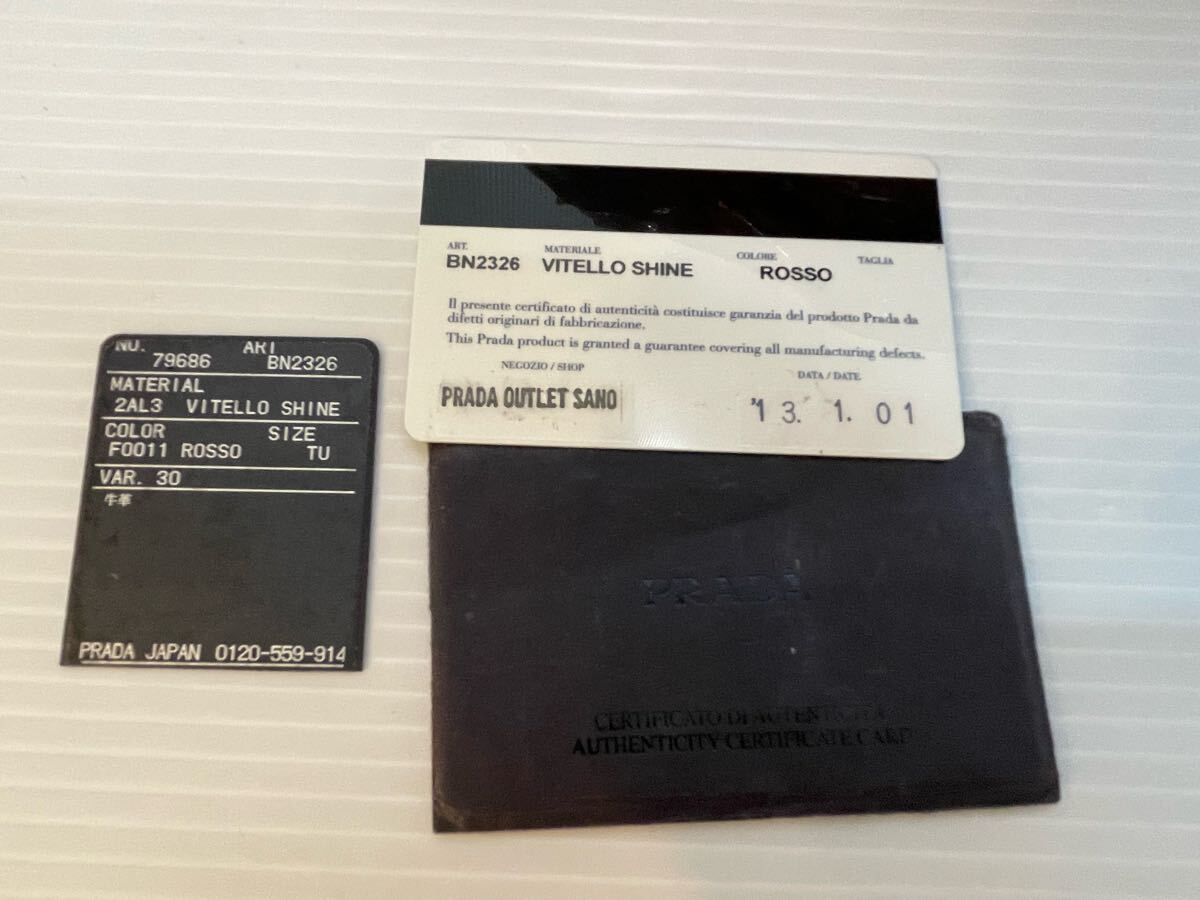 NO. ART
79686 BN2326
MATERIAL
2AL3 VITELLO SHINE
COLOR SIZE
F0011 ROSSO TU
VAR. 30
牛革
PRADA JAPAN 0120-559-914
ART. MATERIALE COLORE TAGLIA
BN2326 VITELLO SHINE ROSSO
Il presente certificato di autenticità costituisce garanzia del prodotto Prada da
difetti originari di fabbricazione.
This Prada product is granted a guarantee covering all manufacturing defects.
NEGOZIO / SHOP DATA / DATE
PRADA OUTLET SANO '13. 1. 01
PRADA
CERTIFICATO DI AUTENTICITÀ
AUTHENTICITY CERTIFICATE CARD